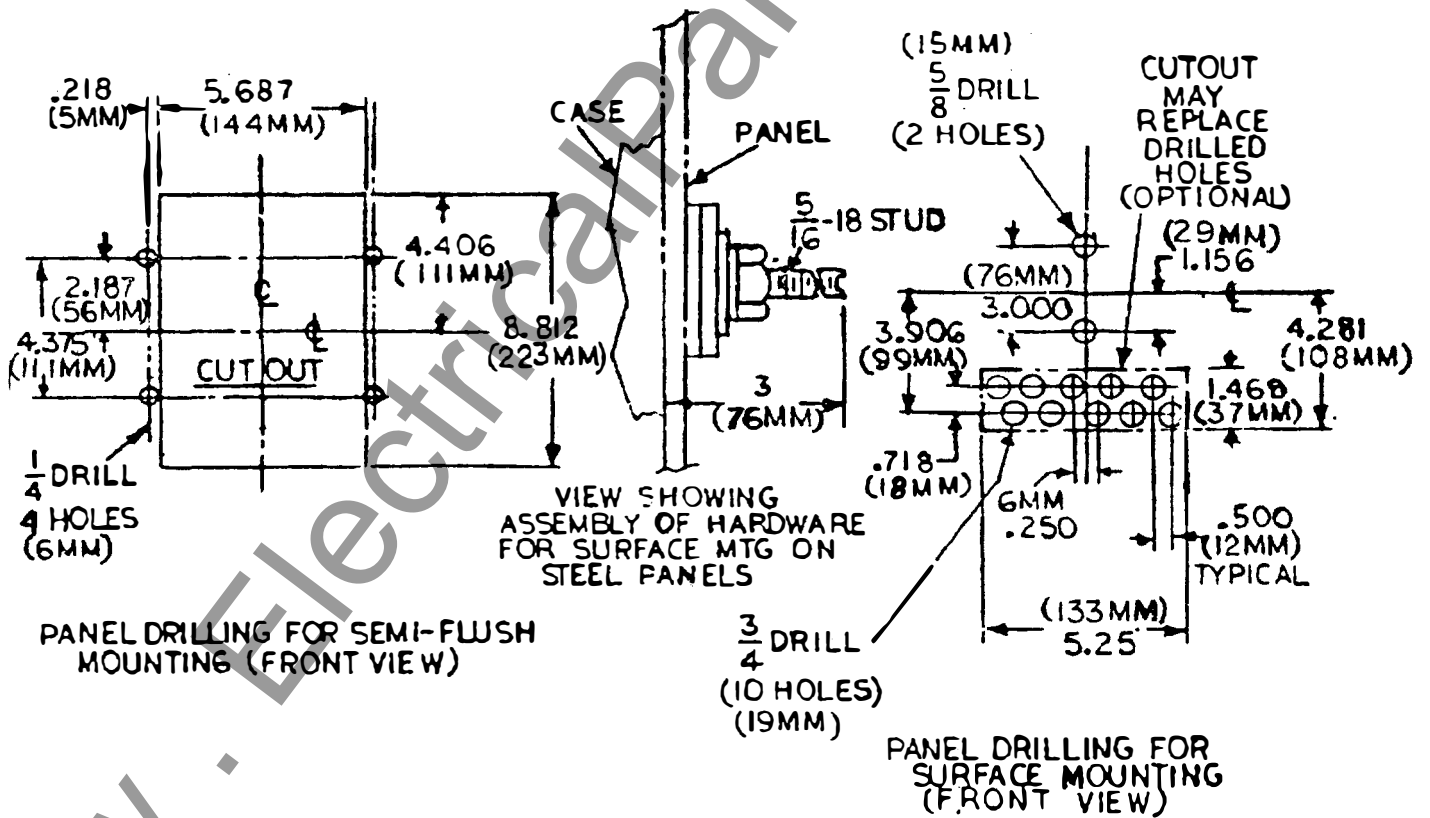 .218
(5MM)
5.687
(144MM)
4.406
(111MM)
2.187
(56MM)
4.375
(11,1MM)
8.812
(223MM)
CUT OUT
1/4 DRILL
4 HOLES
(6MM)
PANEL DRILLING FOR SEMI-FLUSH
MOUNTING (FRONT VIEW)
CASE
PANEL
5/16-18 STUD
3
(76MM)
VIEW SHOWING
ASSEMBLY OF HARDWARE
FOR SURFACE MTG ON
STEEL PANELS
(15MM)
5/8 DRILL
(2 HOLES)
CUTOUT
MAY
REPLACE
DRILLED
HOLES
(OPTIONAL)
(29MM)
1.156
(76MM)
3.000
3.906
(99MM)
4.281
(108MM)
1.468
(37MM)
.718
(18MM)
6MM
.250
.500
(12MM)
TYPICAL
(133MM)
5.25
3/4 DRILL
(10 HOLES)
(19MM)
PANEL DRILLING FOR
SURFACE MOUNTING
(FRONT VIEW)